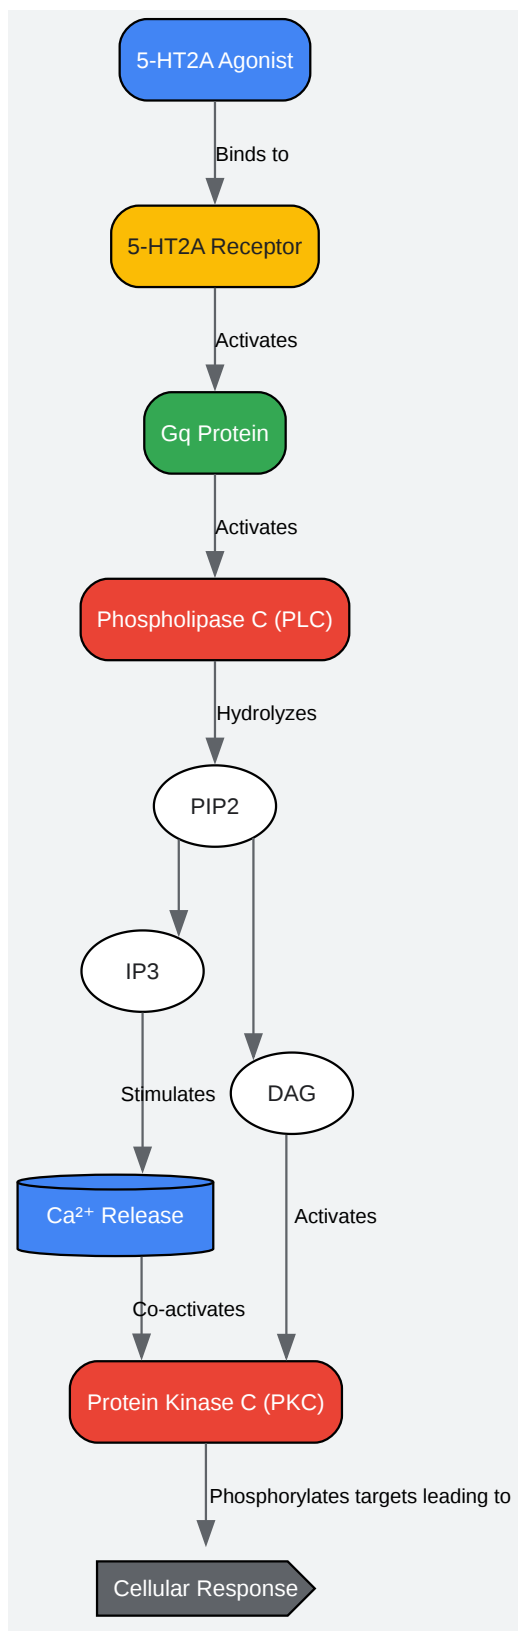 5-HT2A Agonist
Binds to
5-HT2A Receptor
Activates
Gq Protein
Activates
Phospholipase C (PLC)
Hydrolyzes
PIP2
IP3
Stimulates
DAG
Ca²⁺ Release
Activates
Co-activates
Protein Kinase C (PKC)
Phosphorylates targets leading to
Cellular Response